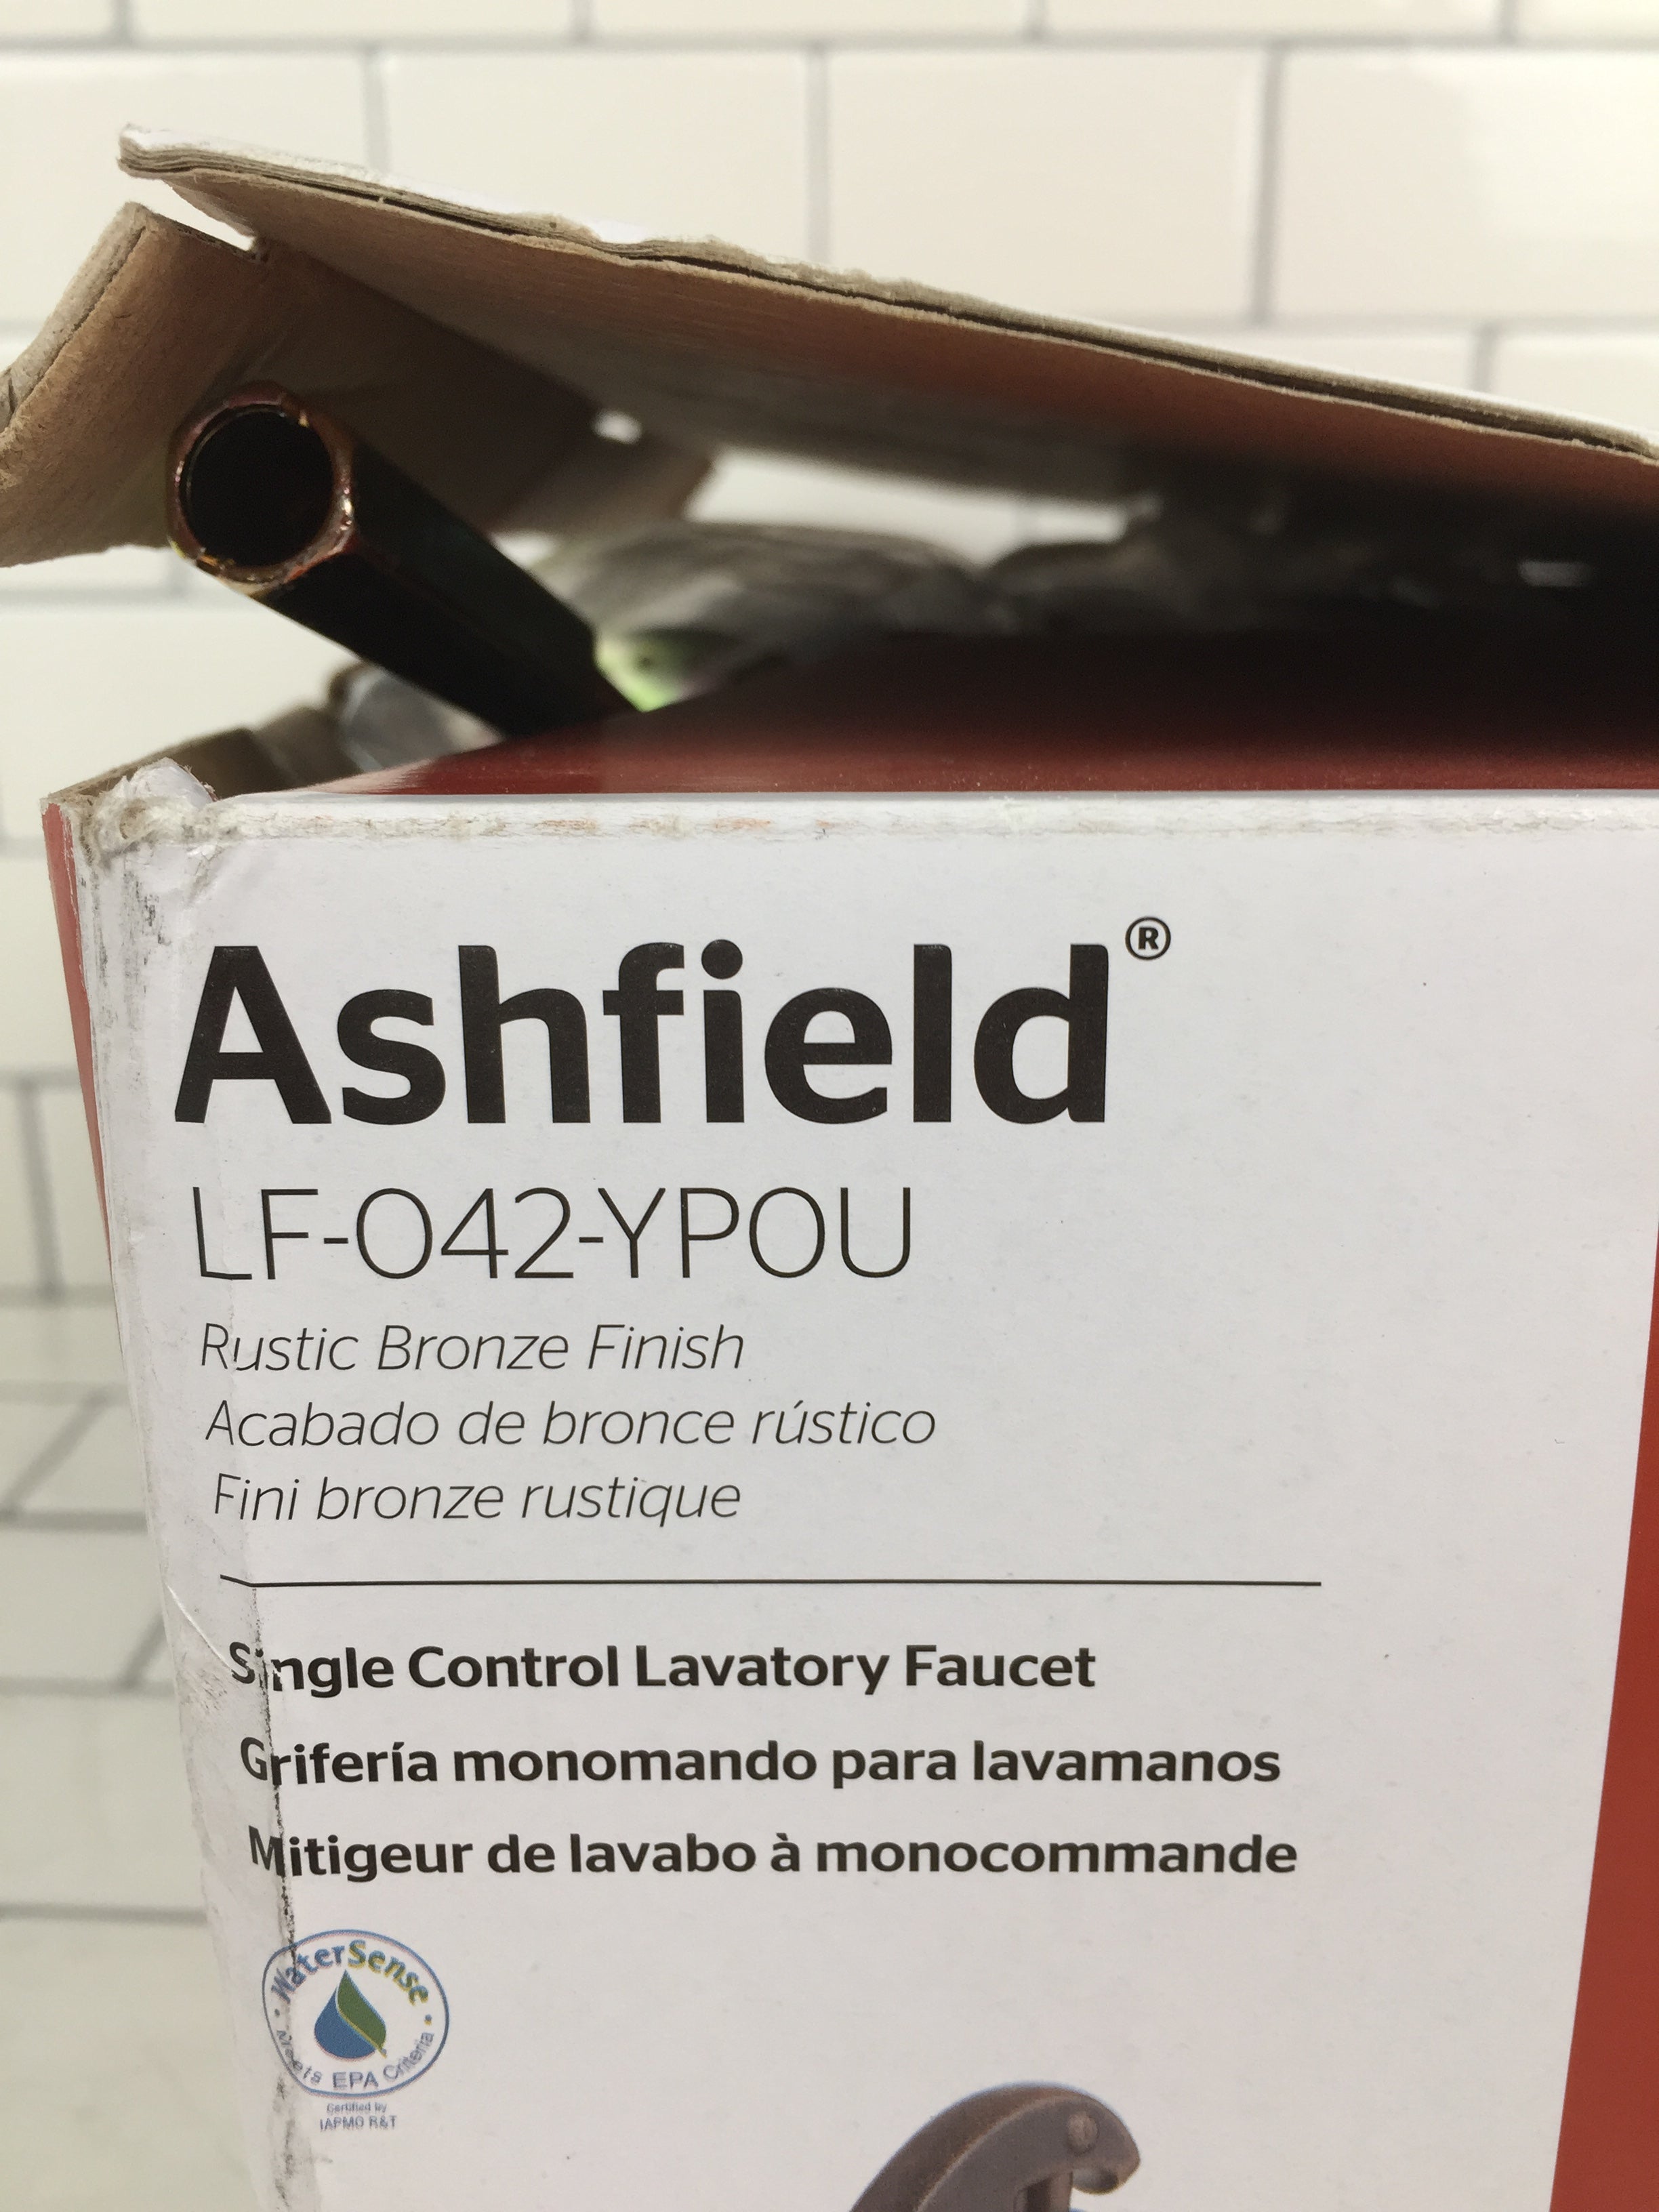 Ashfield®
LF-042-YP0U
Rustic Bronze Finish
Acabado de bronce rústico
Fini bronze rustique
Single Control Lavatory Faucet
Grifería monomando para lavamanos
Mitigeur de lavabo à monocommande
WaterSense
Meets EPA Criteria
Certified by
IAPMO R&T